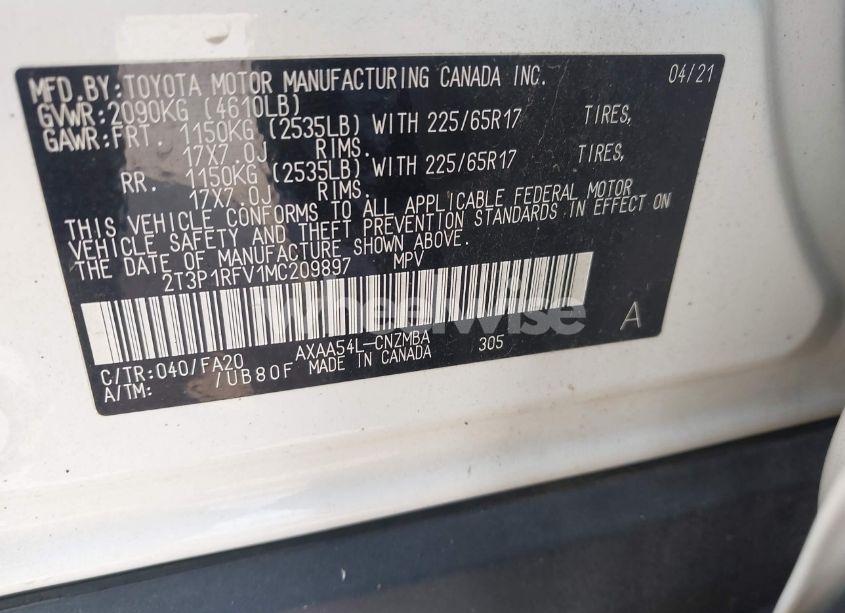 MFD.BY:TOYOTA MOTOR MANUFACTURING CANADA INC. 04/21
GVWR:2090KG (4610LB)
GAWR:FRT. 1150KG (2535LB) WITH 225/65R17 TIRES,
17X7.0J RIMS.
RR. 1150KG (2535LB) WITH 225/65R17 TIRES,
17X7.0J RIMS.
THIS VEHICLE CONFORMS TO ALL APPLICABLE FEDERAL MOTOR
VEHICLE SAFETY AND THEFT PREVENTION STANDARDS IN EFFECT ON
THE DATE OF MANUFACTURE SHOWN ABOVE.
2T3P1RFV1MC209897 MPV
wheelwise
C/TR:040/FA20 AXAA54L-CNZMBA 305 A
A/TM: /UB80F MADE IN CANADA